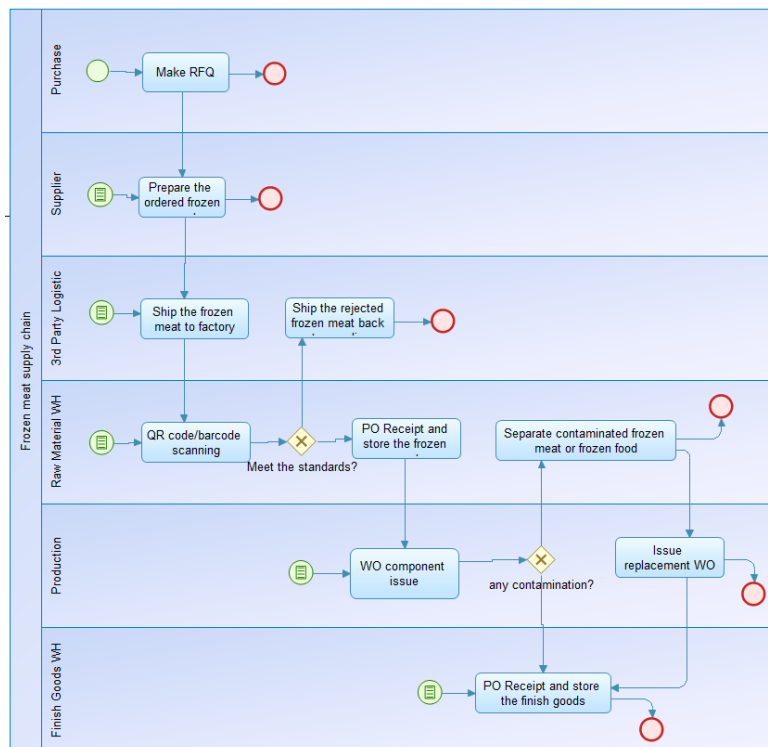 Frozen meat supply chain
Purchase
Make RFQ
Supplier
Prepare the
ordered frozen
3rd Party Logistic
Ship the frozen
meat to factory
Ship the rejected
frozen meat back
Raw Material WH
QR code/barcode
scanning
Meet the standards?
PO Receipt and
store the frozen
Separate contaminated frozen
meat or frozen food
Production
WO component
issue
any contamination?
Issue
replacement WO
Finish Goods WH
PO Receipt and store
the finish goods